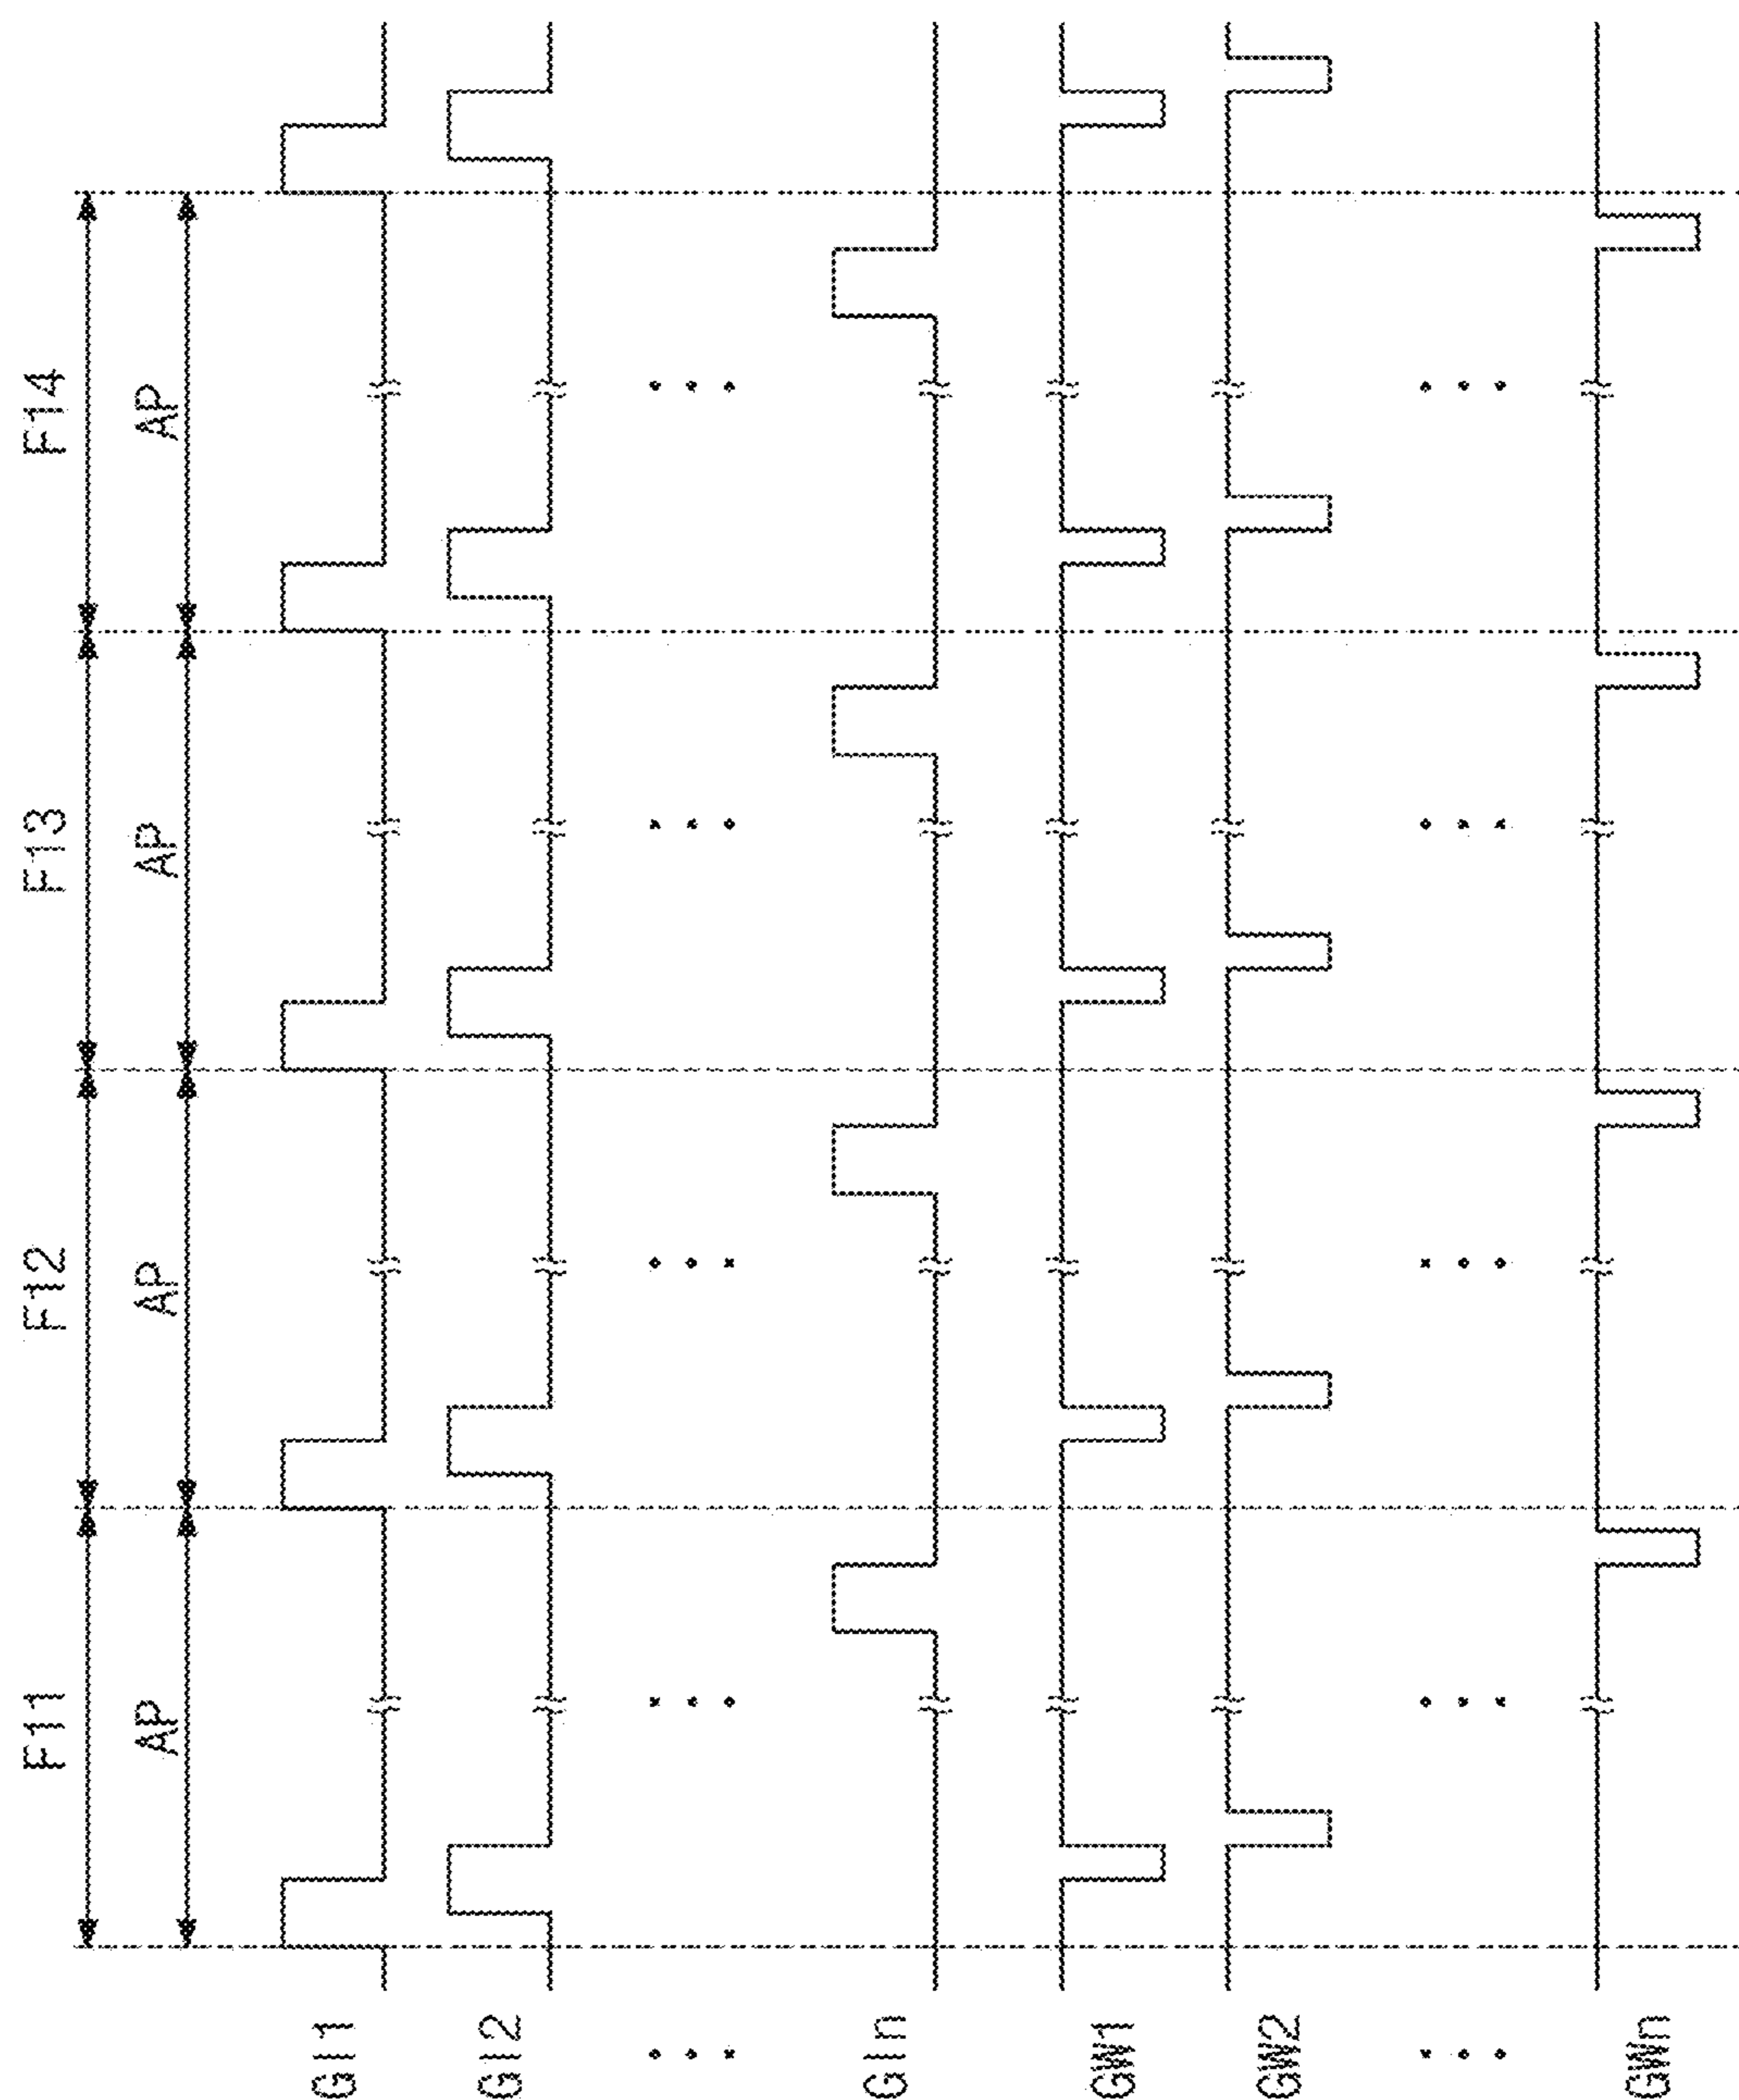 F11 F12 F13 F14
AP AP AP AP
GI1
GI2
GIn
GW1
GW2
GWn